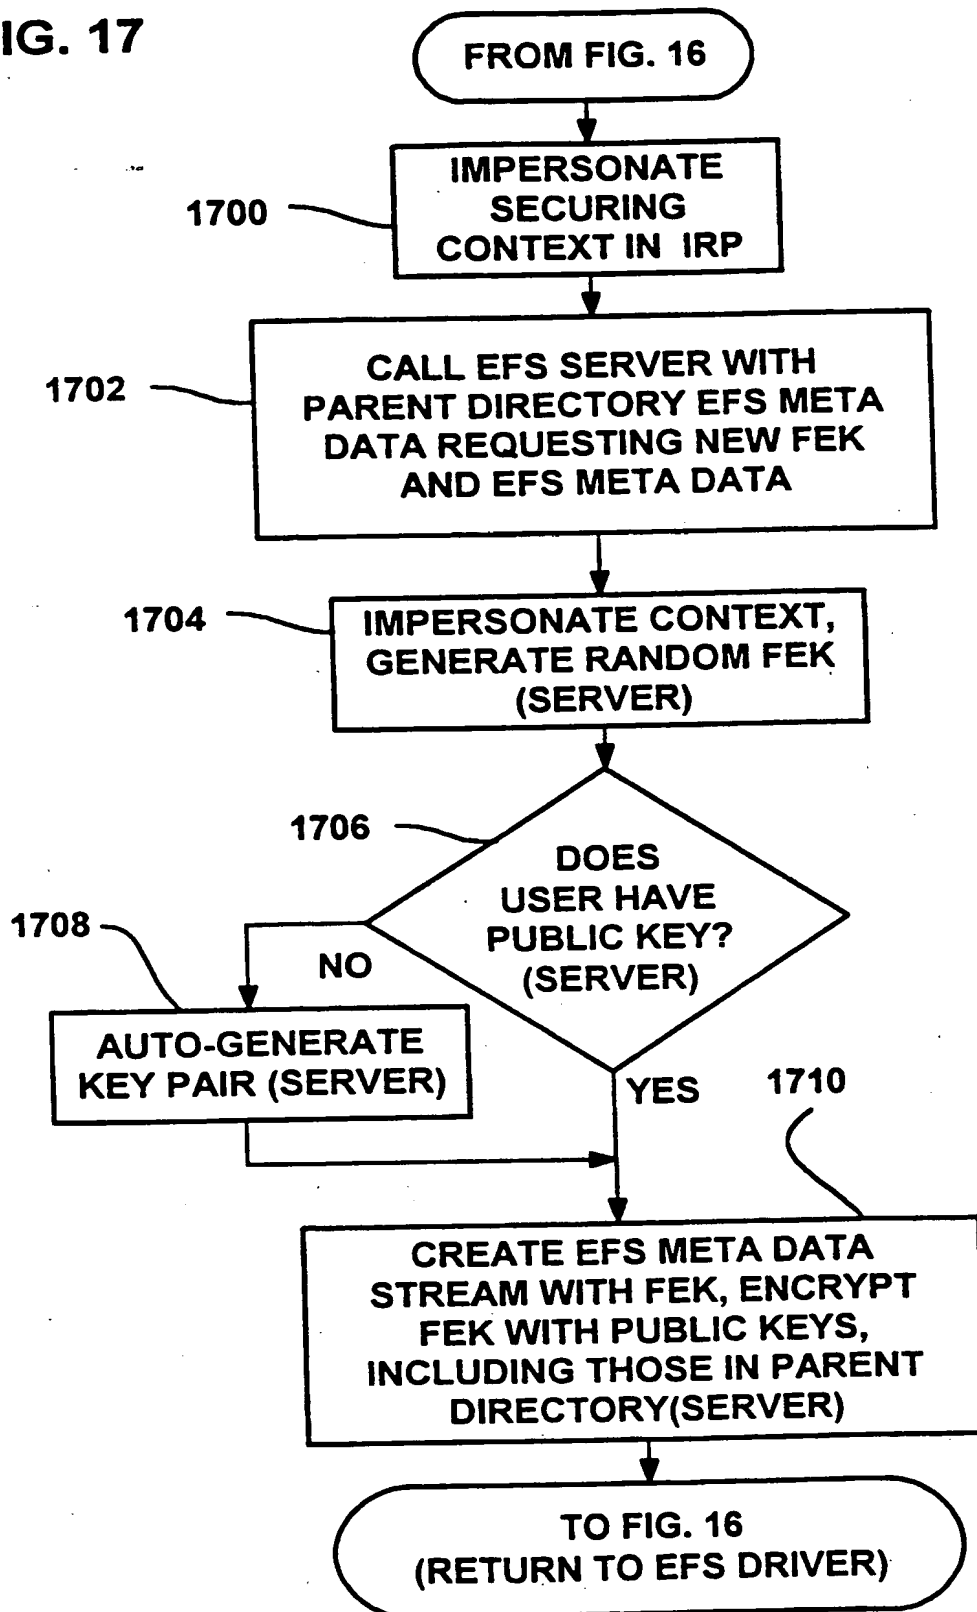 IG. 17
FROM FIG. 16
1700
IMPERSONATE
SECURING
CONTEXT IN IRP
1702
CALL EFS SERVER WITH
PARENT DIRECTORY EFS META
DATA REQUESTING NEW FEK
AND EFS META DATA
1704
IMPERSONATE CONTEXT,
GENERATE RANDOM FEK
(SERVER)
1706
DOES
USER HAVE
PUBLIC KEY?
(SERVER)
1708
NO
AUTO-GENERATE
KEY PAIR (SERVER)
YES
1710
CREATE EFS META DATA
STREAM WITH FEK, ENCRYPT
FEK WITH PUBLIC KEYS,
INCLUDING THOSE IN PARENT
DIRECTORY(SERVER)
TO FIG. 16
(RETURN TO EFS DRIVER)